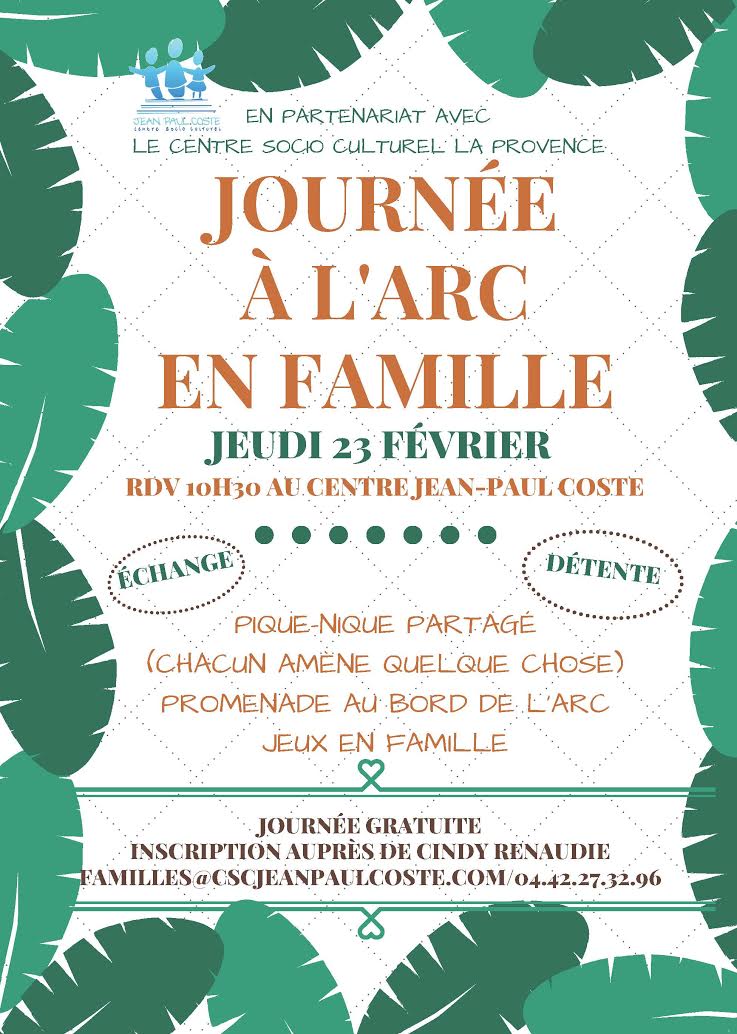 JEAN PAUL COSTE
centre socio culturel
EN PARTENARIAT AVEC
LE CENTRE SOCIO CULTUREL LA PROVENCE
JOURNÉE
À L'ARC
EN FAMILLE
JEUDI 23 FÉVRIER
RDV 10H30 AU CENTRE JEAN-PAUL COSTE
ÉCHANGE
DÉTENTE
PIQUE-NIQUE PARTAGÉ
(CHACUN AMÈNE QUELQUE CHOSE)
PROMENADE AU BORD DE L'ARC
JEUX EN FAMILLE
JOURNÉE GRATUITE
INSCRIPTION AUPRÈS DE CINDY RENAUDIE
FAMILLES@CSCJEANPAULCOSTE.COM/04.42.27.32.96